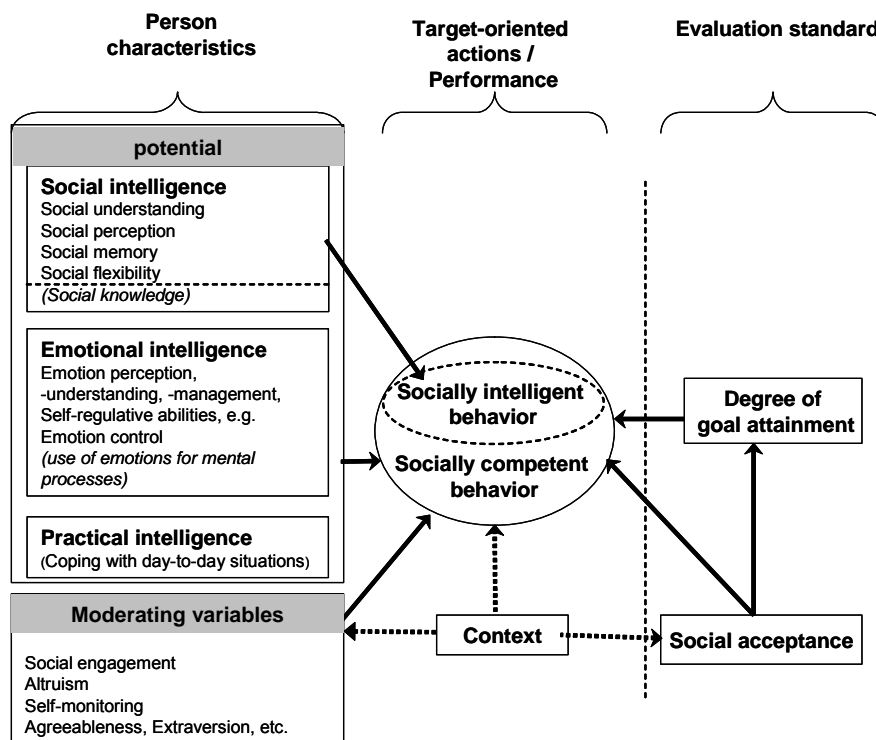 Person
characteristics
Target-oriented
actions /
Performance
Evaluation standard
potential
Social intelligence
Social understanding
Social perception
Social memory
Social flexibility
(Social knowledge)
Emotional intelligence
Emotion perception,
-understanding, -management,
Self-regulative abilities, e.g.
Emotion control
(use of emotions for mental
processes)
Practical intelligence
(Coping with day-to-day situations)
Moderating variables
Social engagement
Altruism
Self-monitoring
Agreeableness, Extraversion, etc.
Socially intelligent
behavior
Socially competent
behavior
Context
Degree of
goal attainment
Social acceptance